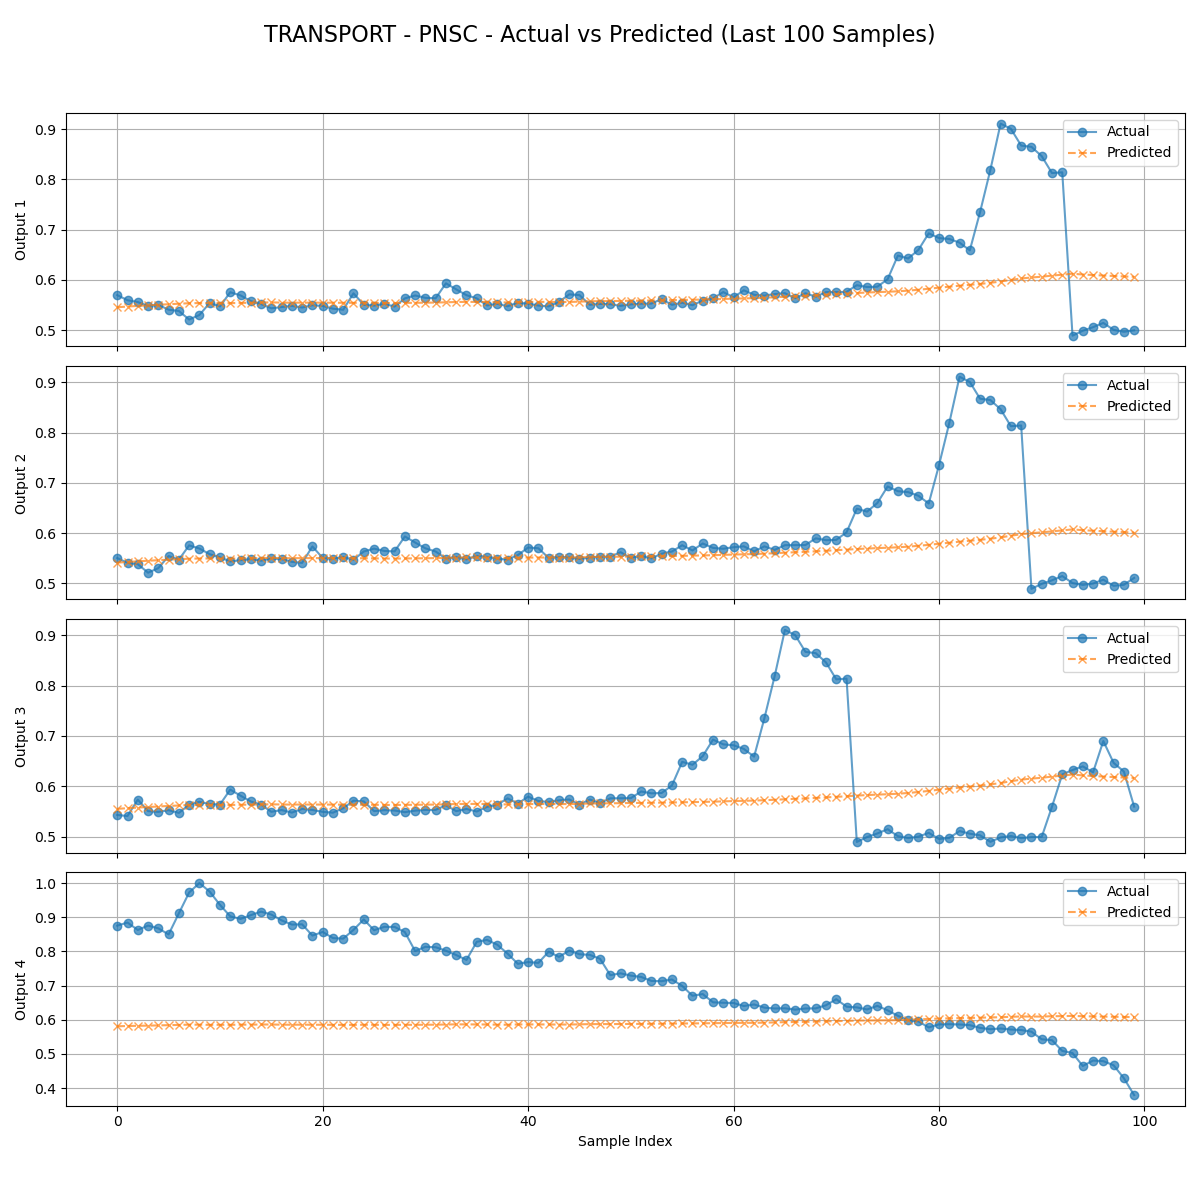 TRANSPORT - PNSC - Actual vs Predicted (Last 100 Samples)
Output 1
0.9
0.8
0.7
0.6
0.5
Actual
Predicted
Output 2
0.9
0.8
0.7
0.6
0.5
Actual
Predicted
Output 3
0.9
0.8
0.7
0.6
0.5
Actual
Predicted
Output 4
1.0
0.9
0.8
0.7
0.6
0.5
0.4
Actual
Predicted
0 20 40 60 80 100
Sample Index